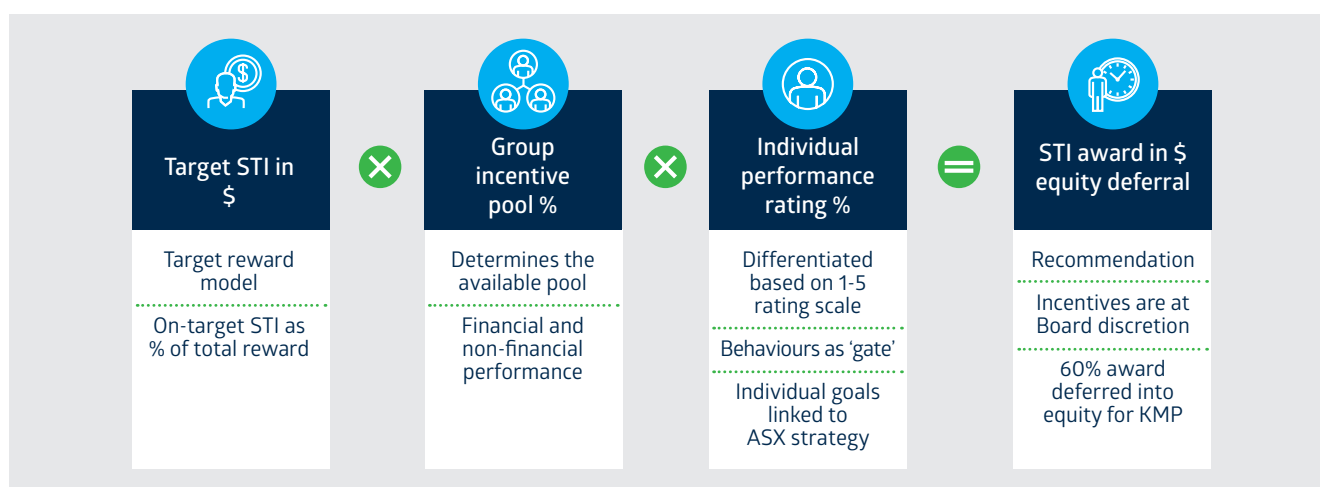 Target STI in
$
Target reward
model
On-target STI as
% of total reward
Group
incentive
pool %
Determines the
available pool
Financial and
non-financial
performance
Individual
performance
rating %
Differentiated
based on 1-5
rating scale
Behaviours as ‘gate’
Individual goals
linked to
ASX strategy
STI award in $
equity deferral
Recommendation
Incentives are at
Board discretion
60% award
deferred into
equity for KMP